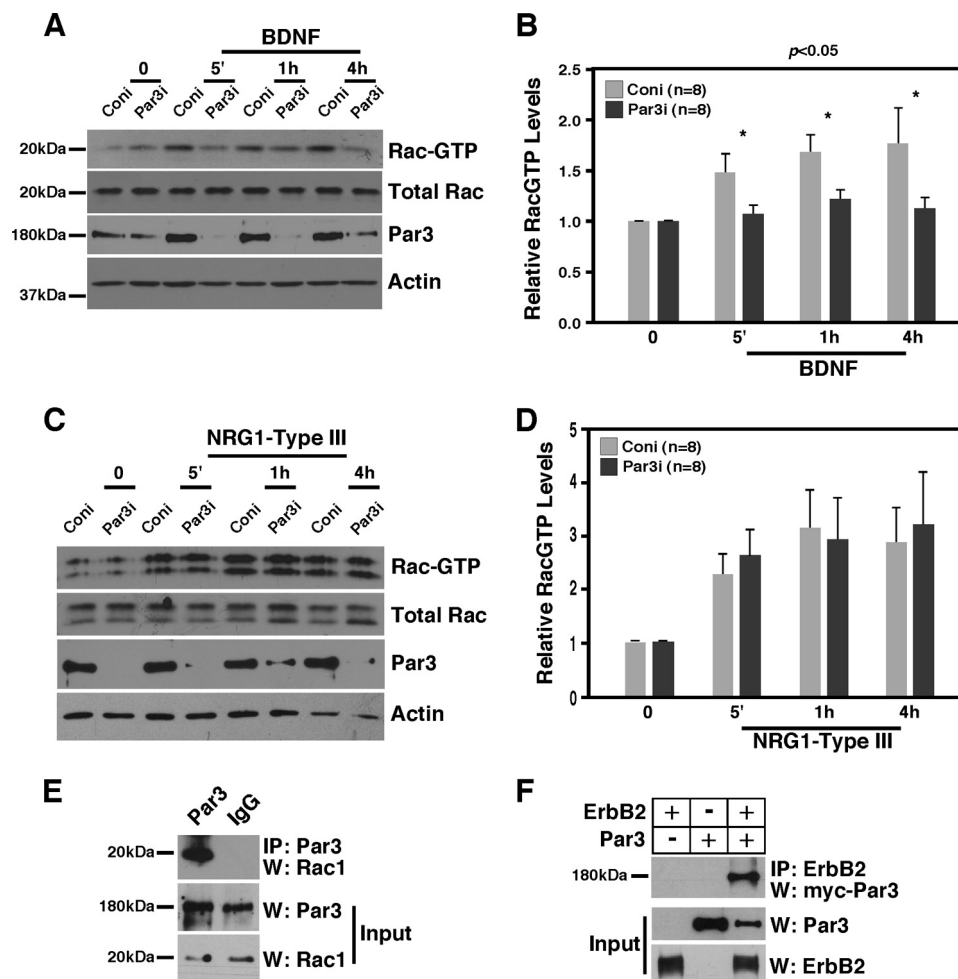 A
BDNF
0 5' 1h 4h
Coni Par3i Coni Par3i Coni Par3i Coni Par3i
20kDa Rac-GTP
20kDa Total Rac
180kDa Par3
Actin
37kDa
B
p<0.05
Relative RacGTP Levels
2.5
2.0
1.5
1.0
0.5
0.0
Coni (n=8)
Par3i (n=8)
* * *
0 5' 1h 4h
BDNF
C
NRG1-Type III
0 5' 1h 4h
Coni Par3i Coni Par3i Coni Par3i Coni Par3i
Rac-GTP
Total Rac
Par3
Actin
D
Relative RacGTP Levels
5
4
3
2
1
0
Coni (n=8)
Par3i (n=8)
0 5' 1h 4h
NRG1-Type III
E
Par3 IgG
20kDa IP: Par3
W: Rac1
180kDa W: Par3
Input
20kDa W: Rac1
F
ErbB2 + - +
Par3 - + +
180kDa IP: ErbB2
W: myc-Par3
Input W: Par3
W: ErbB2